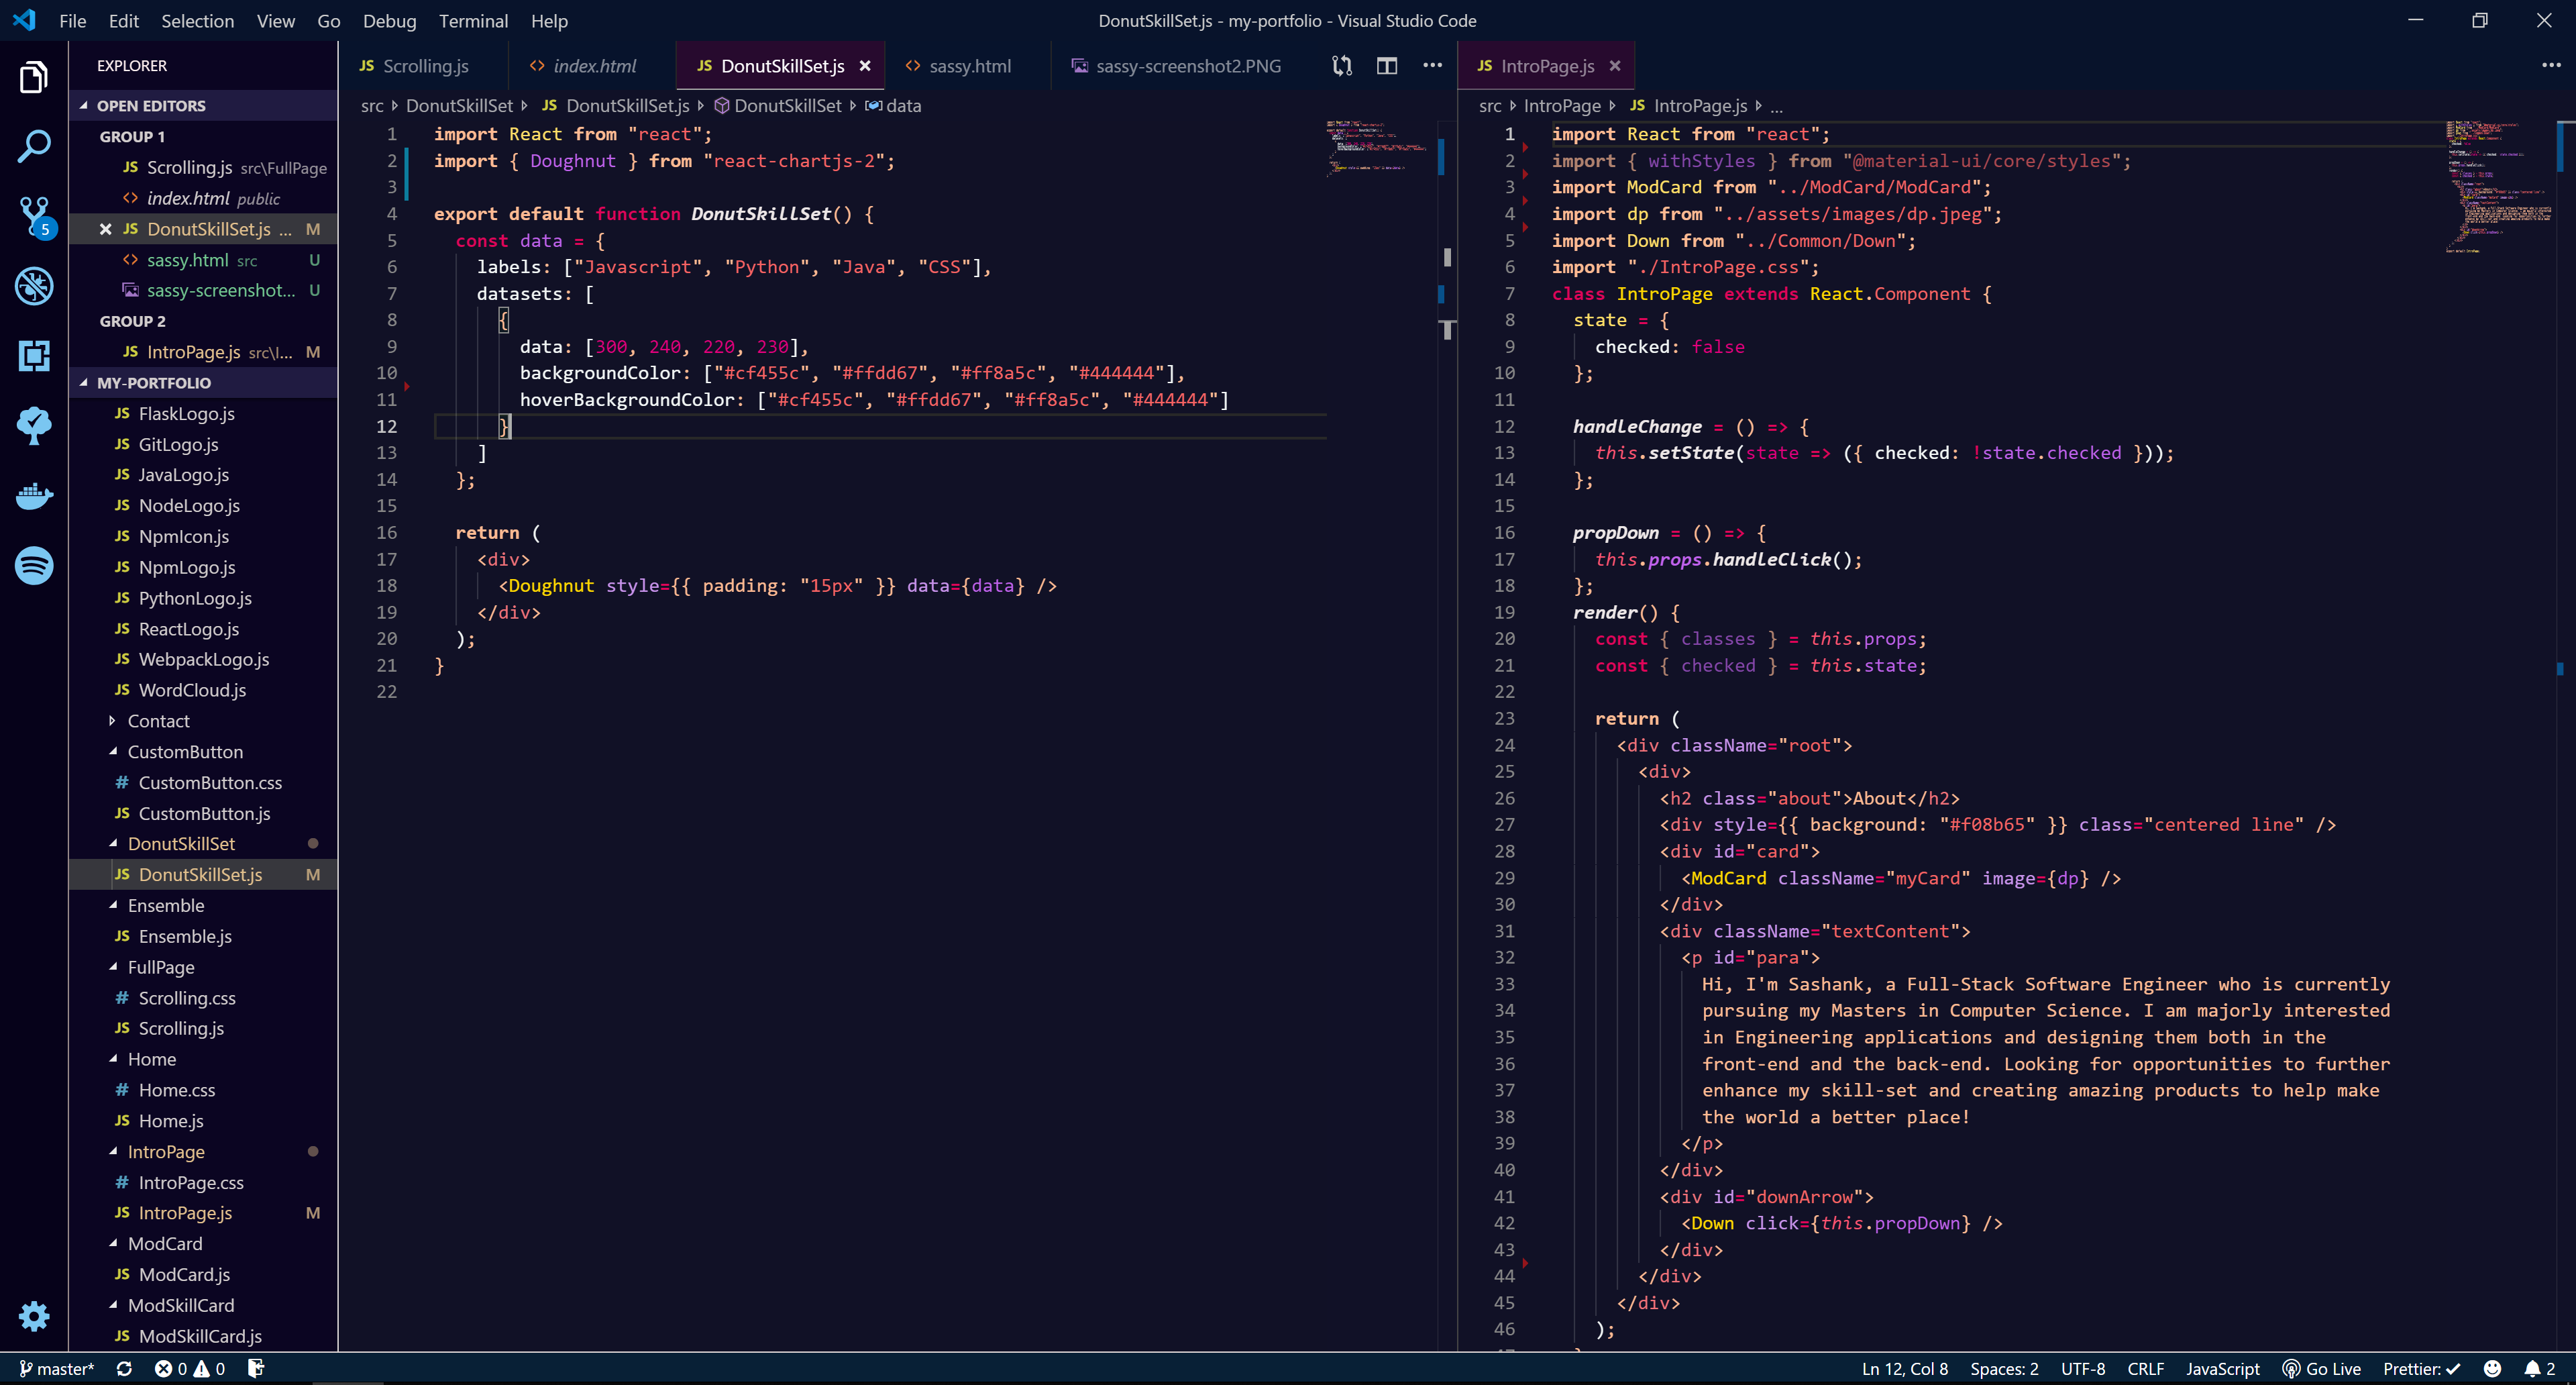 File Edit Selection View Go Debug Terminal Help
DonutSkillSet.js - my-portfolio - Visual Studio Code
EXPLORER
OPEN EDITORS
GROUP 1
JS Scrolling.js src\FullPage
<> index.html public
JS DonutSkillSet.js ... M
<> sassy.html src U
sassy-screenshot... U
GROUP 2
JS IntroPage.js src\I... M
MY-PORTFOLIO
JS FlaskLogo.js
JS GitLogo.js
JS JavaLogo.js
JS NodeLogo.js
JS NpmIcon.js
JS NpmLogo.js
JS PythonLogo.js
JS ReactLogo.js
JS WebpackLogo.js
JS WordCloud.js
Contact
CustomButton
# CustomButton.css
JS CustomButton.js
DonutSkillSet
JS DonutSkillSet.js M
Ensemble
JS Ensemble.js
FullPage
# Scrolling.css
JS Scrolling.js
Home
# Home.css
JS Home.js
IntroPage
# IntroPage.css
JS IntroPage.js M
ModCard
JS ModCard.js
ModSkillCard
JS ModSkillCard.js
5
JS Scrolling.js <> index.html JS DonutSkillSet.js <> sassy.html sassy-screenshot2.PNG
src DonutSkillSet JS DonutSkillSet.js DonutSkillSet data
1 import React from "react";
2 import { Doughnut } from "react-chartjs-2";
3
4 export default function DonutSkillSet() {
5 const data = {
6 labels: ["Javascript", "Python", "Java", "CSS"],
7 datasets: [
8 {
9 data: [300, 240, 220, 230],
10 backgroundColor: ["#cf455c", "#ffdd67", "#ff8a5c", "#444444"],
11 hoverBackgroundColor: ["#cf455c", "#ffdd67", "#ff8a5c", "#444444"]
12 }
13 ]
14 };
15
16 return (
17 <div>
18 <Doughnut style={{ padding: "15px" }} data={data} />
19 </div>
20 );
21 }
22
JS IntroPage.js
src IntroPage JS IntroPage.js ...
1 import React from "react";
2 import { withStyles } from "@material-ui/core/styles";
3 import ModCard from "../ModCard/ModCard";
4 import dp from "../assets/images/dp.jpeg";
5 import Down from "../Common/Down";
6 import "./IntroPage.css";
7 class IntroPage extends React.Component {
8 state = {
9 checked: false
10 };
11
12 handleChange = () => {
13 this.setState(state => ({ checked: !state.checked }));
14 };
15
16 propDown = () => {
17 this.props.handleClick();
18 };
19 render() {
20 const { classes } = this.props;
21 const { checked } = this.state;
22
23 return (
24 <div className="root">
25 <div>
26 <h2 class="about">About</h2>
27 <div style={{ background: "#f08b65" }} class="centered line" />
28 <div id="card">
29 <ModCard className="myCard" image={dp} />
30 </div>
31 <div className="textContent">
32 <p id="para">
33 Hi, I'm Sashank, a Full-Stack Software Engineer who is currently
34 pursuing my Masters in Computer Science. I am majorly interested
35 in Engineering applications and designing them both in the
36 front-end and the back-end. Looking for opportunities to further
37 enhance my skill-set and creating amazing products to help make
38 the world a better place!
39 </p>
40 </div>
41 <div id="downArrow">
42 <Down click={this.propDown} />
43 </div>
44 </div>
45 </div>
46 );
master* 0 0
Ln 12, Col 8 Spaces: 2 UTF-8 CRLF JavaScript Go Live Prettier: ✓ 2